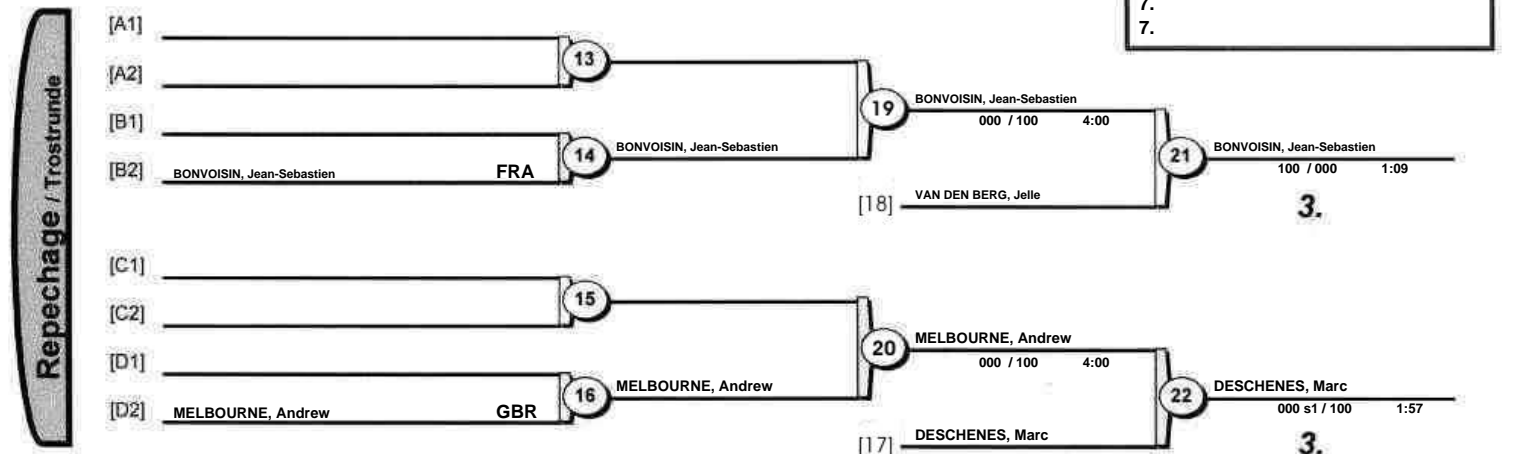 7.
7.
Repechage / Trostrunde
[A1]
13
[A2]
19
BONVOISIN, Jean-Sebastien
000 / 100 4:00
[B1]
14
BONVOISIN, Jean-Sebastien
21
BONVOISIN, Jean-Sebastien
100 / 000 1:09
[B2] BONVOISIN, Jean-Sebastien FRA
[18] VAN DEN BERG, Jelle
3.
[C1]
15
[C2]
20
MELBOURNE, Andrew
000 / 100 4:00
[D1]
16
MELBOURNE, Andrew
22
DESCHENES, Marc
000 s1 / 100 1:57
[D2] MELBOURNE, Andrew GBR
[17] DESCHENES, Marc
3.